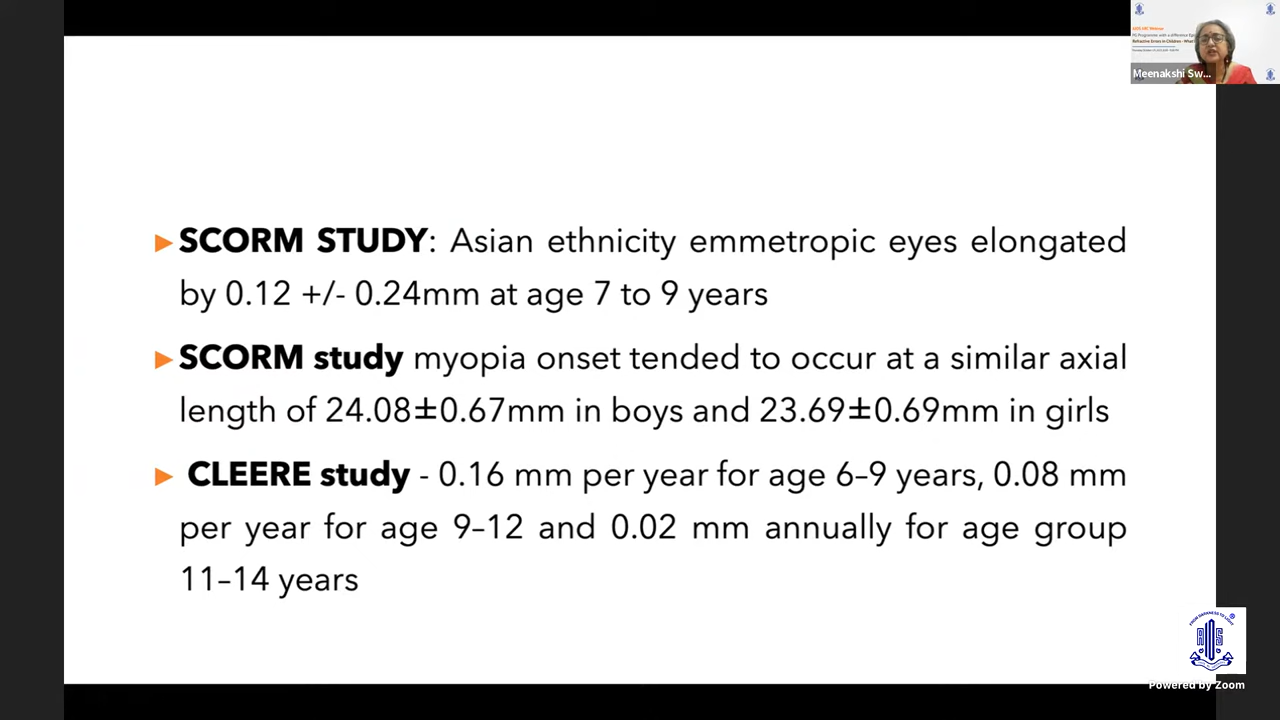 Meenakshi Sw...
►SCORM STUDY: Asian ethnicity emmetropic eyes elongated
by 0.12 +/- 0.24mm at age 7 to 9 years
►SCORM study myopia onset tended to occur at a similar axial
length of 24.08±0.67mm in boys and 23.69±0.69mm in girls
► CLEERE study - 0.16 mm per year for age 6–9 years, 0.08 mm
per year for age 9–12 and 0.02 mm annually for age group
11–14 years
Powered by Zoom